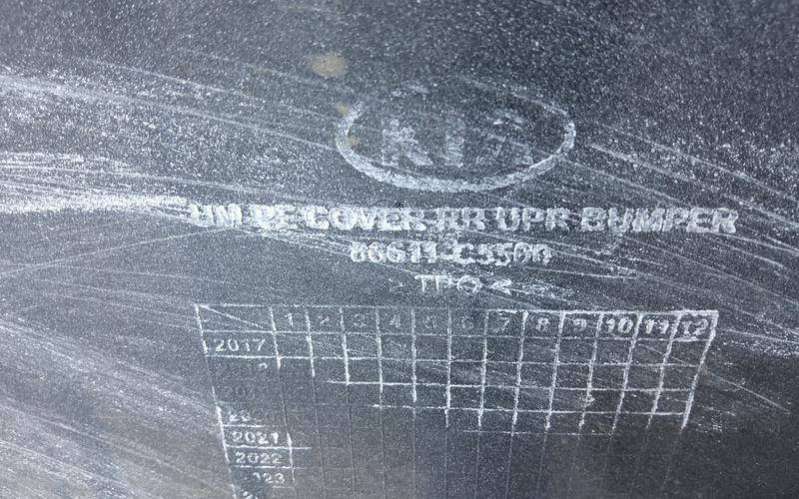 KIA
UM PE COVER-RR UPR BUMPER
86611-C5500
> TPO <
1 2 3 4 5 6 7 8 9 10 11 12
2017
2021
2022